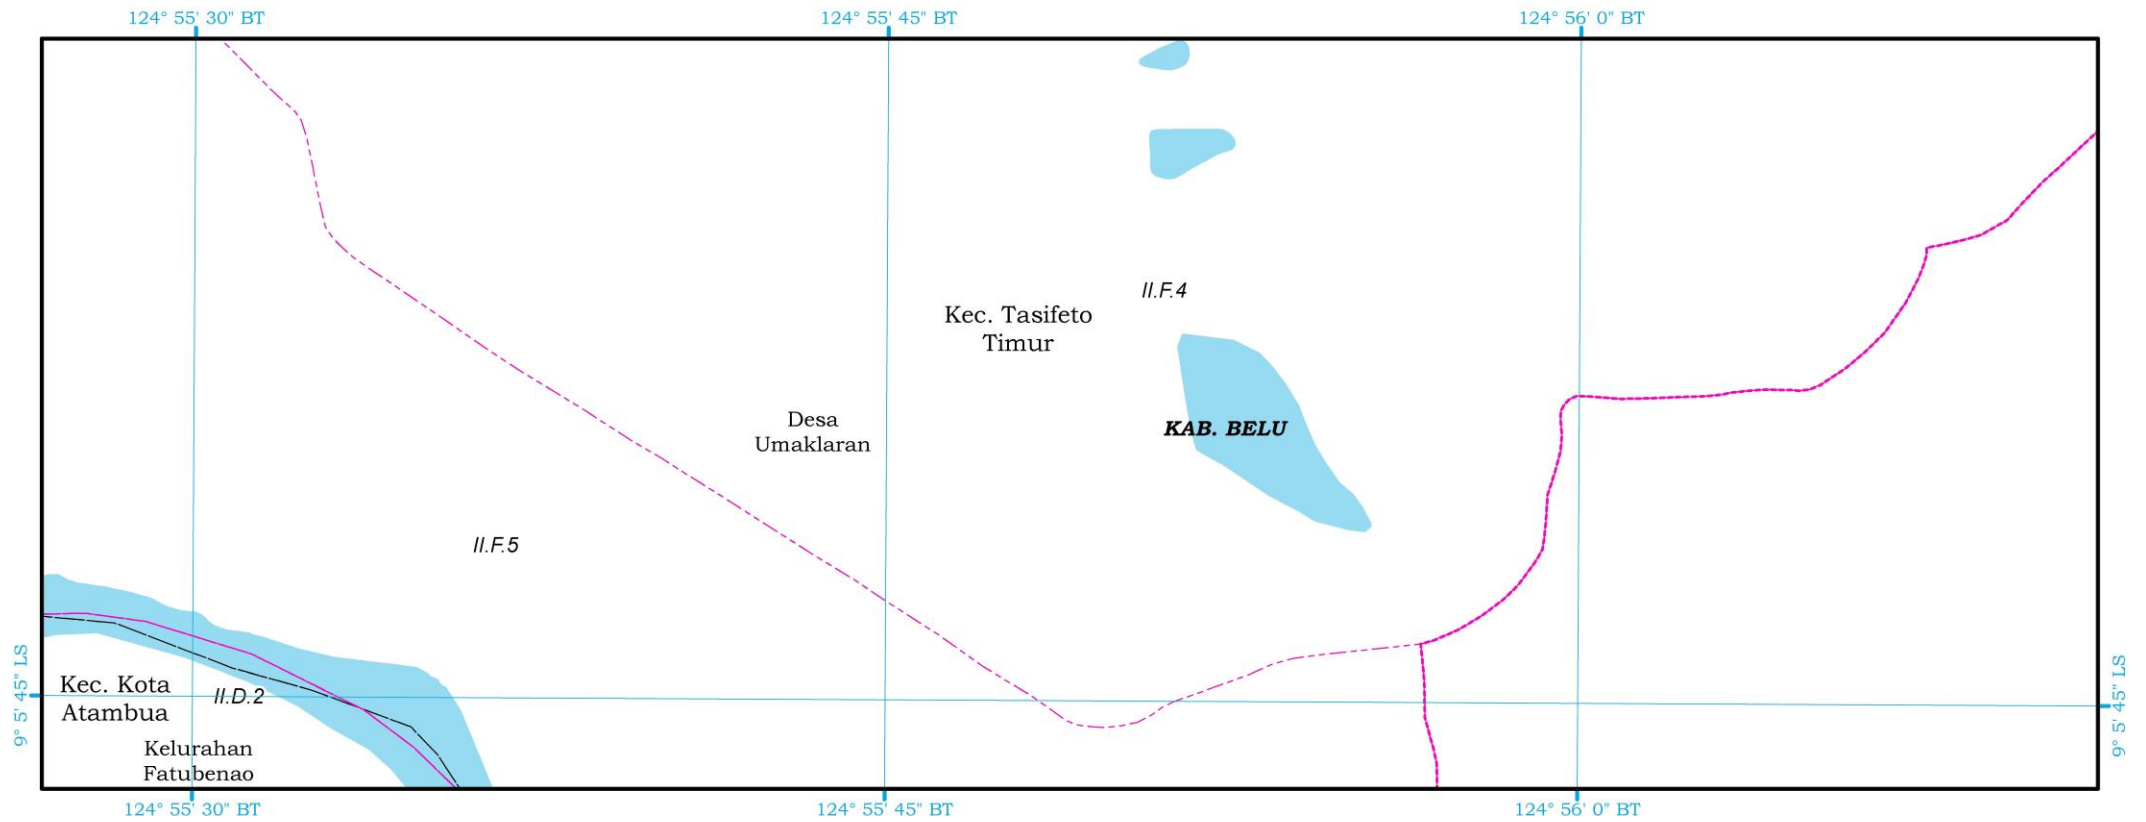 124° 55' 30" BT
124° 55' 45" BT
124° 56' 0" BT
II.F.4
Kec. Tasifeto
Timur
Desa
Umaklaran
KAB. BELU
II.F.5
9° 5' 45" LS
Kec. Kota
Atambua
II.D.2
Kelurahan
Fatubenao
9° 5' 45" LS
124° 55' 30" BT
124° 55' 45" BT
124° 56' 0" BT